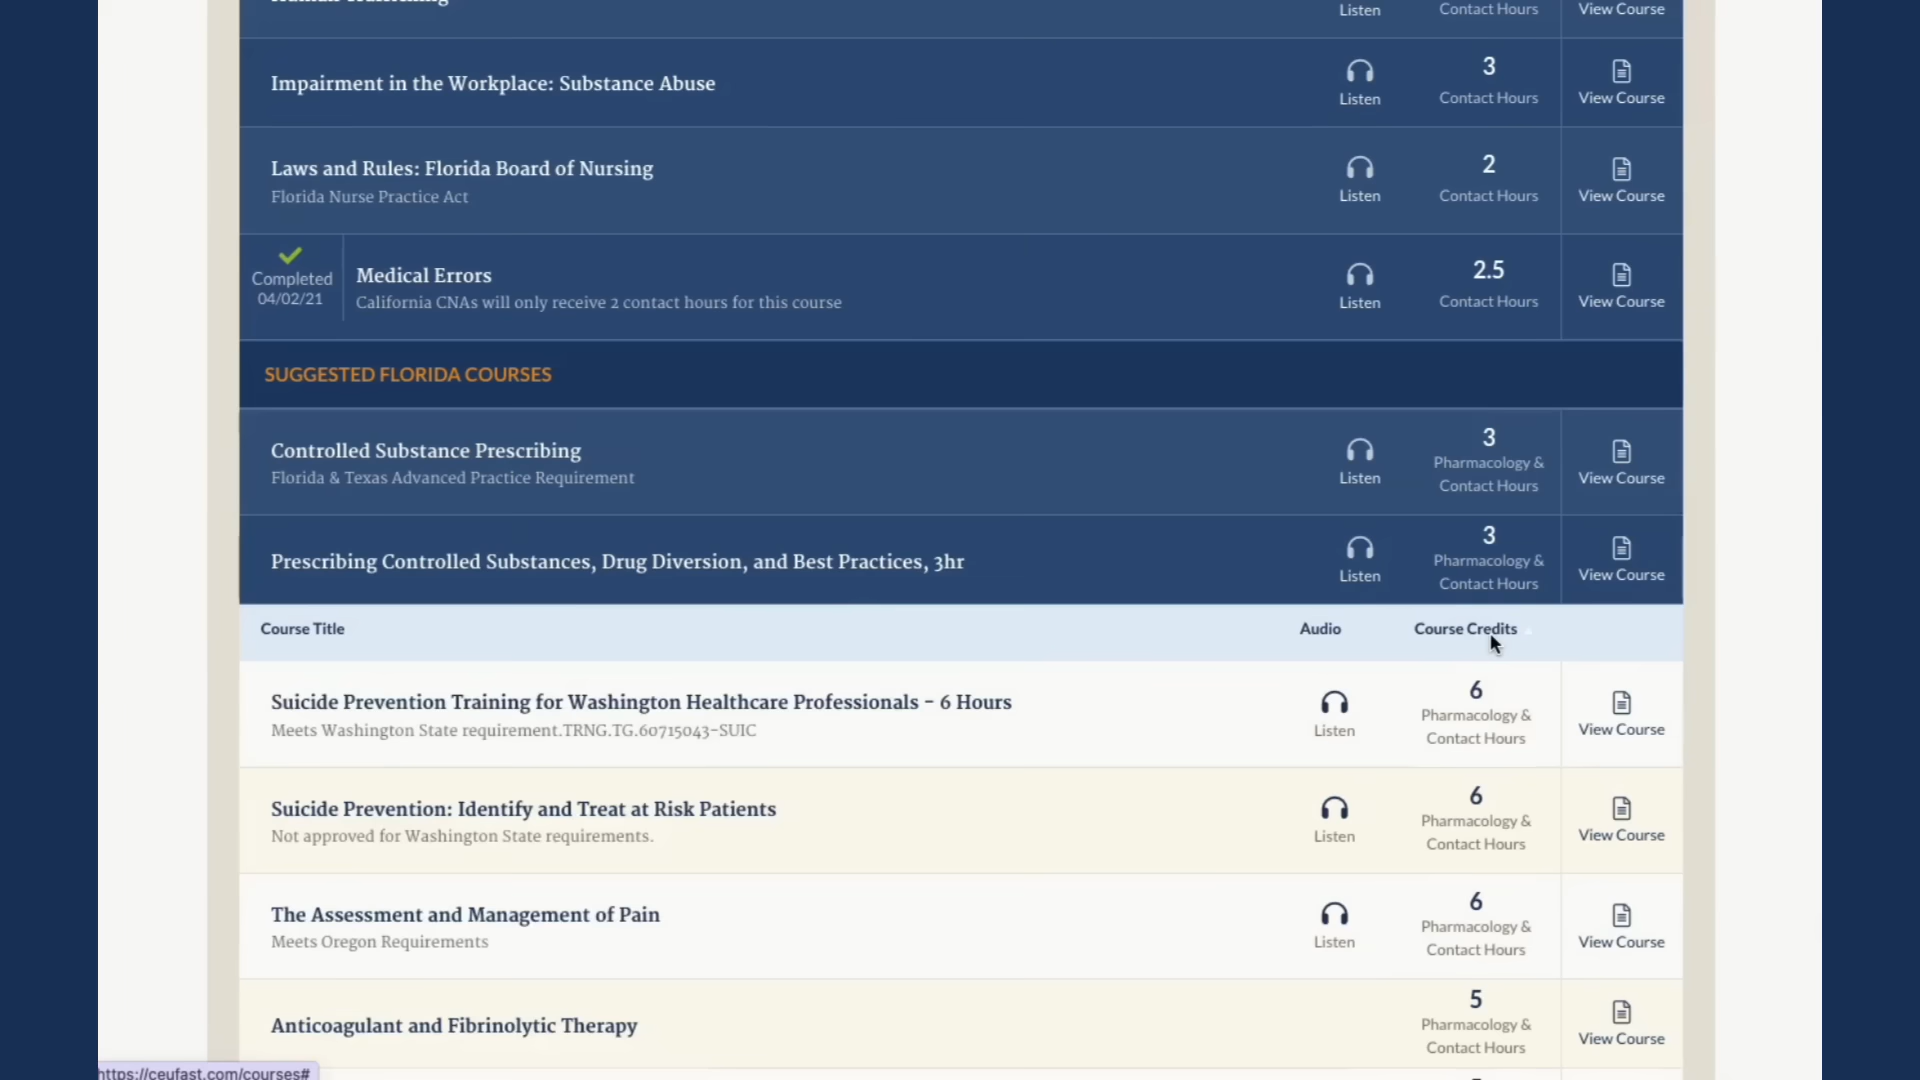 Listen
Contact Hours
View Course
Impairment in the Workplace: Substance Abuse
Listen
3
Contact Hours
View Course
Laws and Rules: Florida Board of Nursing
Florida Nurse Practice Act
Listen
2
Contact Hours
View Course
Completed
04/02/21
Medical Errors
California CNAs will only receive 2 contact hours for this course
Listen
2.5
Contact Hours
View Course
SUGGESTED FLORIDA COURSES
Controlled Substance Prescribing
Florida & Texas Advanced Practice Requirement
Listen
3
Pharmacology &
Contact Hours
View Course
Prescribing Controlled Substances, Drug Diversion, and Best Practices, 3hr
Listen
3
Pharmacology &
Contact Hours
View Course
Course Title
Audio
Course Credits
Suicide Prevention Training for Washington Healthcare Professionals - 6 Hours
Meets Washington State requirement.TRNG.TG.60715043-SUIC
Listen
6
Pharmacology &
Contact Hours
View Course
Suicide Prevention: Identify and Treat at Risk Patients
Not approved for Washington State requirements.
Listen
6
Pharmacology &
Contact Hours
View Course
The Assessment and Management of Pain
Meets Oregon Requirements
Listen
6
Pharmacology &
Contact Hours
View Course
Anticoagulant and Fibrinolytic Therapy
5
Pharmacology &
Contact Hours
View Course
https://ceufast.com/courses#